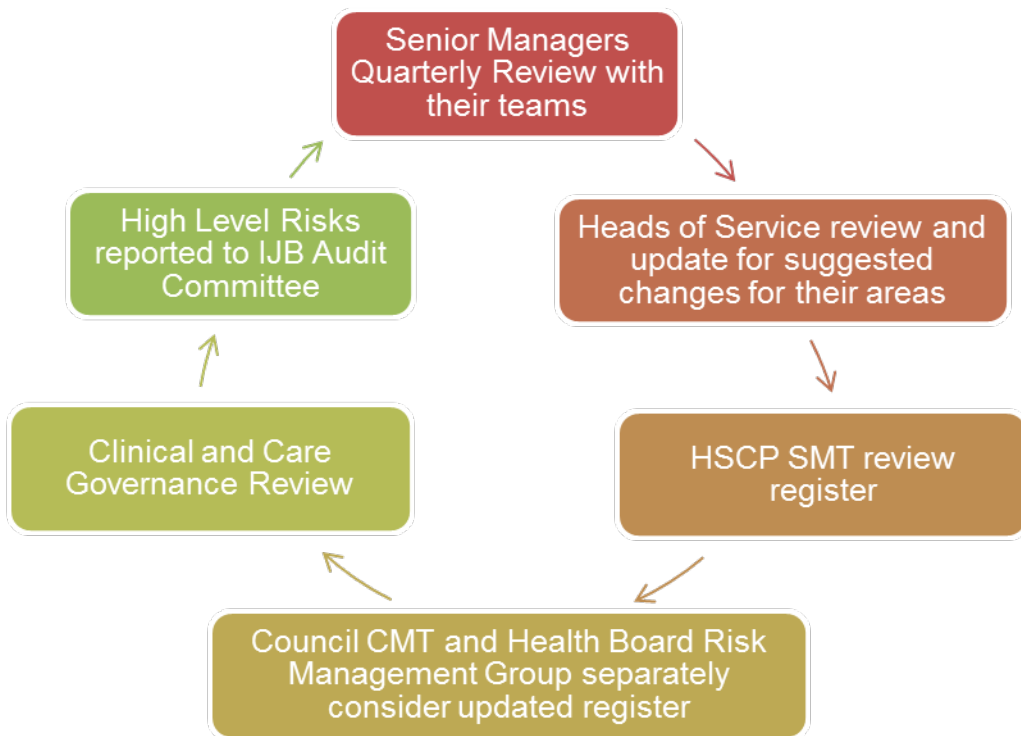 Senior Managers
Quarterly Review with
their teams
Heads of Service review and
update for suggested
changes for their areas
HSCP SMT review
register
Council CMT and Health Board Risk
Management Group separately
consider updated register
Clinical and Care
Governance Review
High Level Risks
reported to IJB Audit
Committee